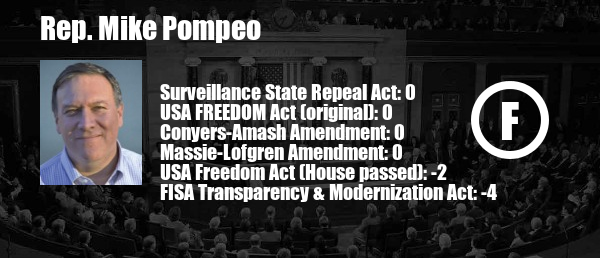 Rep. Mike Pompeo
Surveillance State Repeal Act: 0
USA FREEDOM Act (original): 0
Conyers-Amash Amendment: 0
Massie-Lofgren Amendment: 0
USA Freedom Act (House passed): -2
FISA Transparency & Modernization Act: -4
F